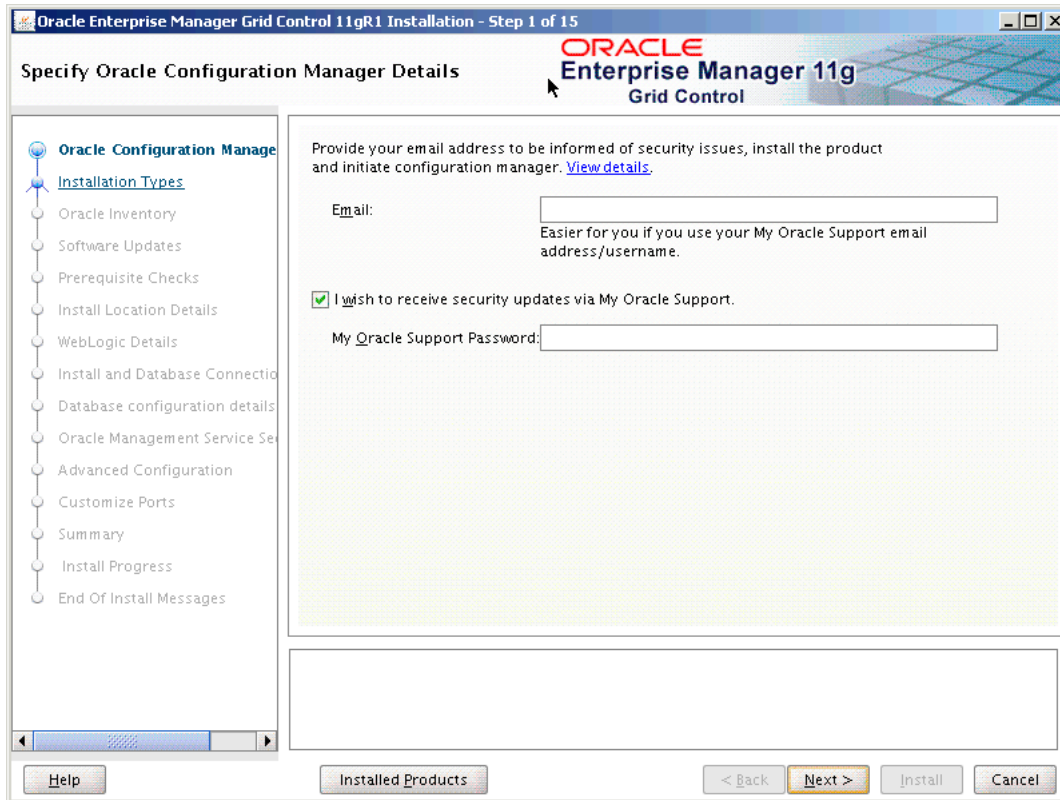 Oracle Enterprise Manager Grid Control 11gR1 Installation - Step 1 of 15
Specify Oracle Configuration Manager Details
ORACLE
Enterprise Manager 11g
Grid Control
Oracle Configuration Manage
Installation Types
Oracle Inventory
Software Updates
Prerequisite Checks
Install Location Details
WebLogic Details
Install and Database Connectio
Database configuration details
Oracle Management Service Se
Advanced Configuration
Customize Ports
Summary
Install Progress
End Of Install Messages
Provide your email address to be informed of security issues, install the product
and initiate configuration manager. View details.
Email:
Easier for you if you use your My Oracle Support email
address/username.
I wish to receive security updates via My Oracle Support.
My Oracle Support Password:
Help
Installed Products
< Back
Next >
Install
Cancel